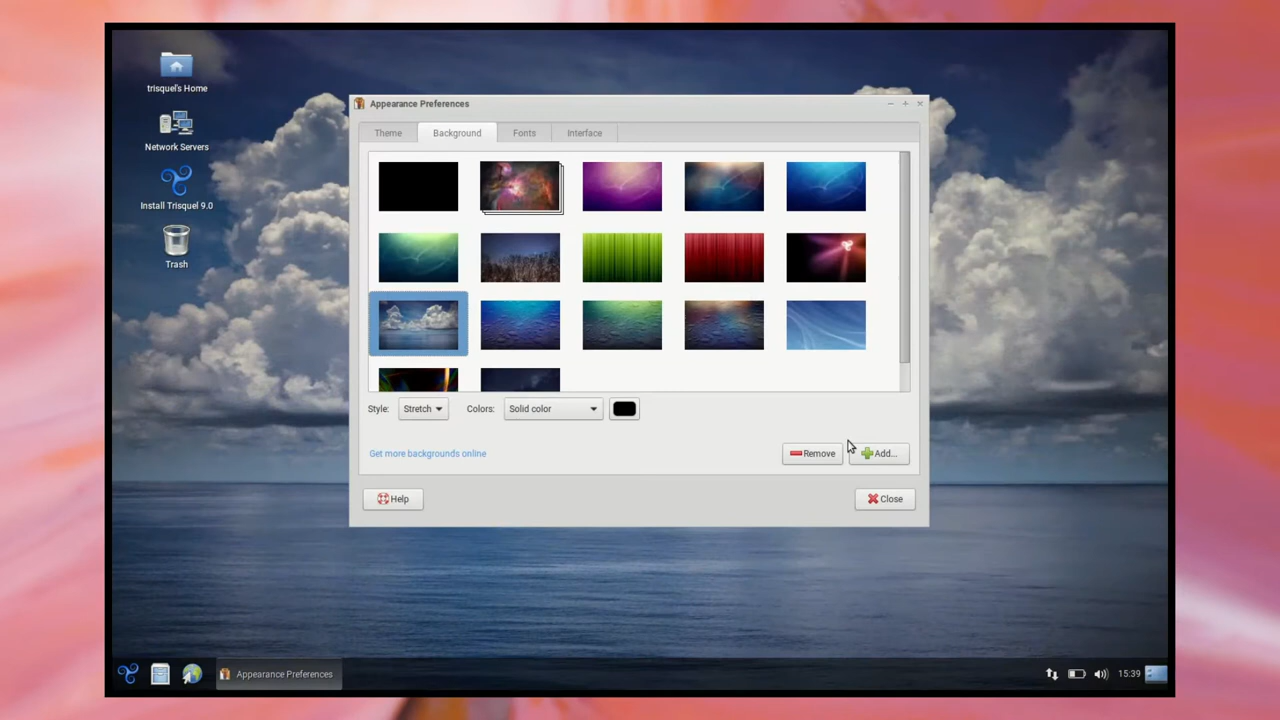 trisquel's Home
Network Servers
Install Trisquel 9.0
Trash
Appearance Preferences
Theme
Background
Fonts
Interface
Style:
Stretch
Colors:
Solid color
Get more backgrounds online
Remove
Add...
Help
Close
Appearance Preferences
15:39